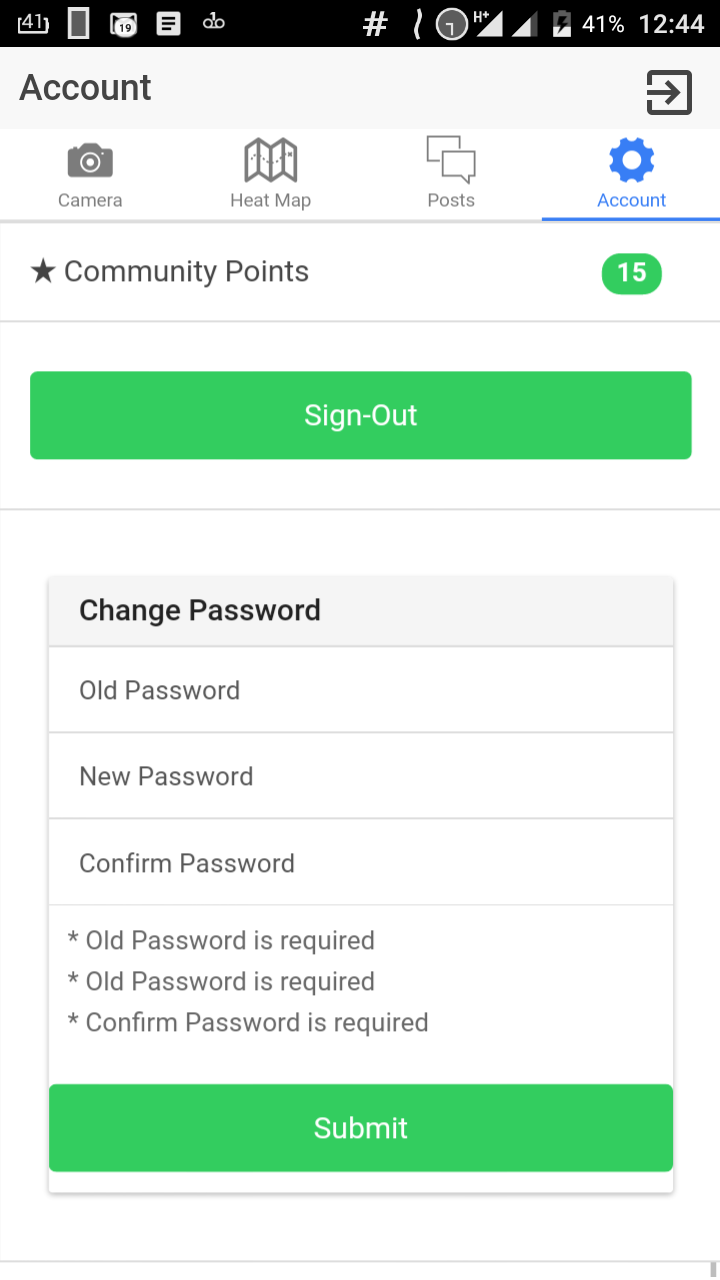 41 19 # H+ 41% 12:44
Account
Camera Heat Map Posts Account
★ Community Points 15
Sign-Out
Change Password
Old Password
New Password
Confirm Password
* Old Password is required
* Old Password is required
* Confirm Password is required
Submit